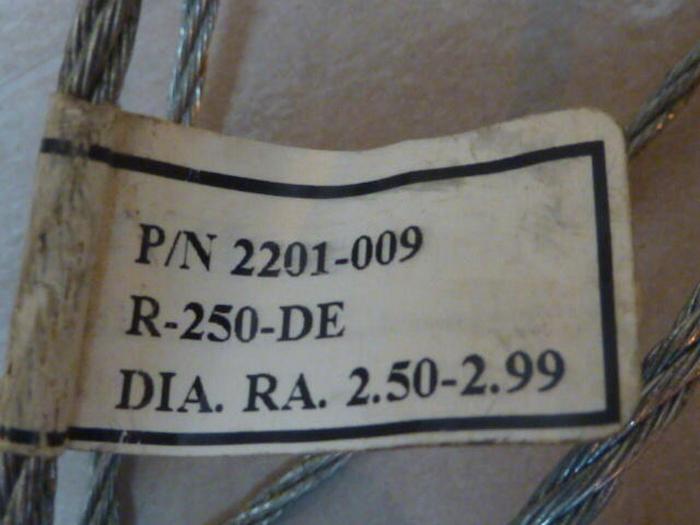 P/N 2201-009
R-250-DE
DIA. RA. 2.50-2.99